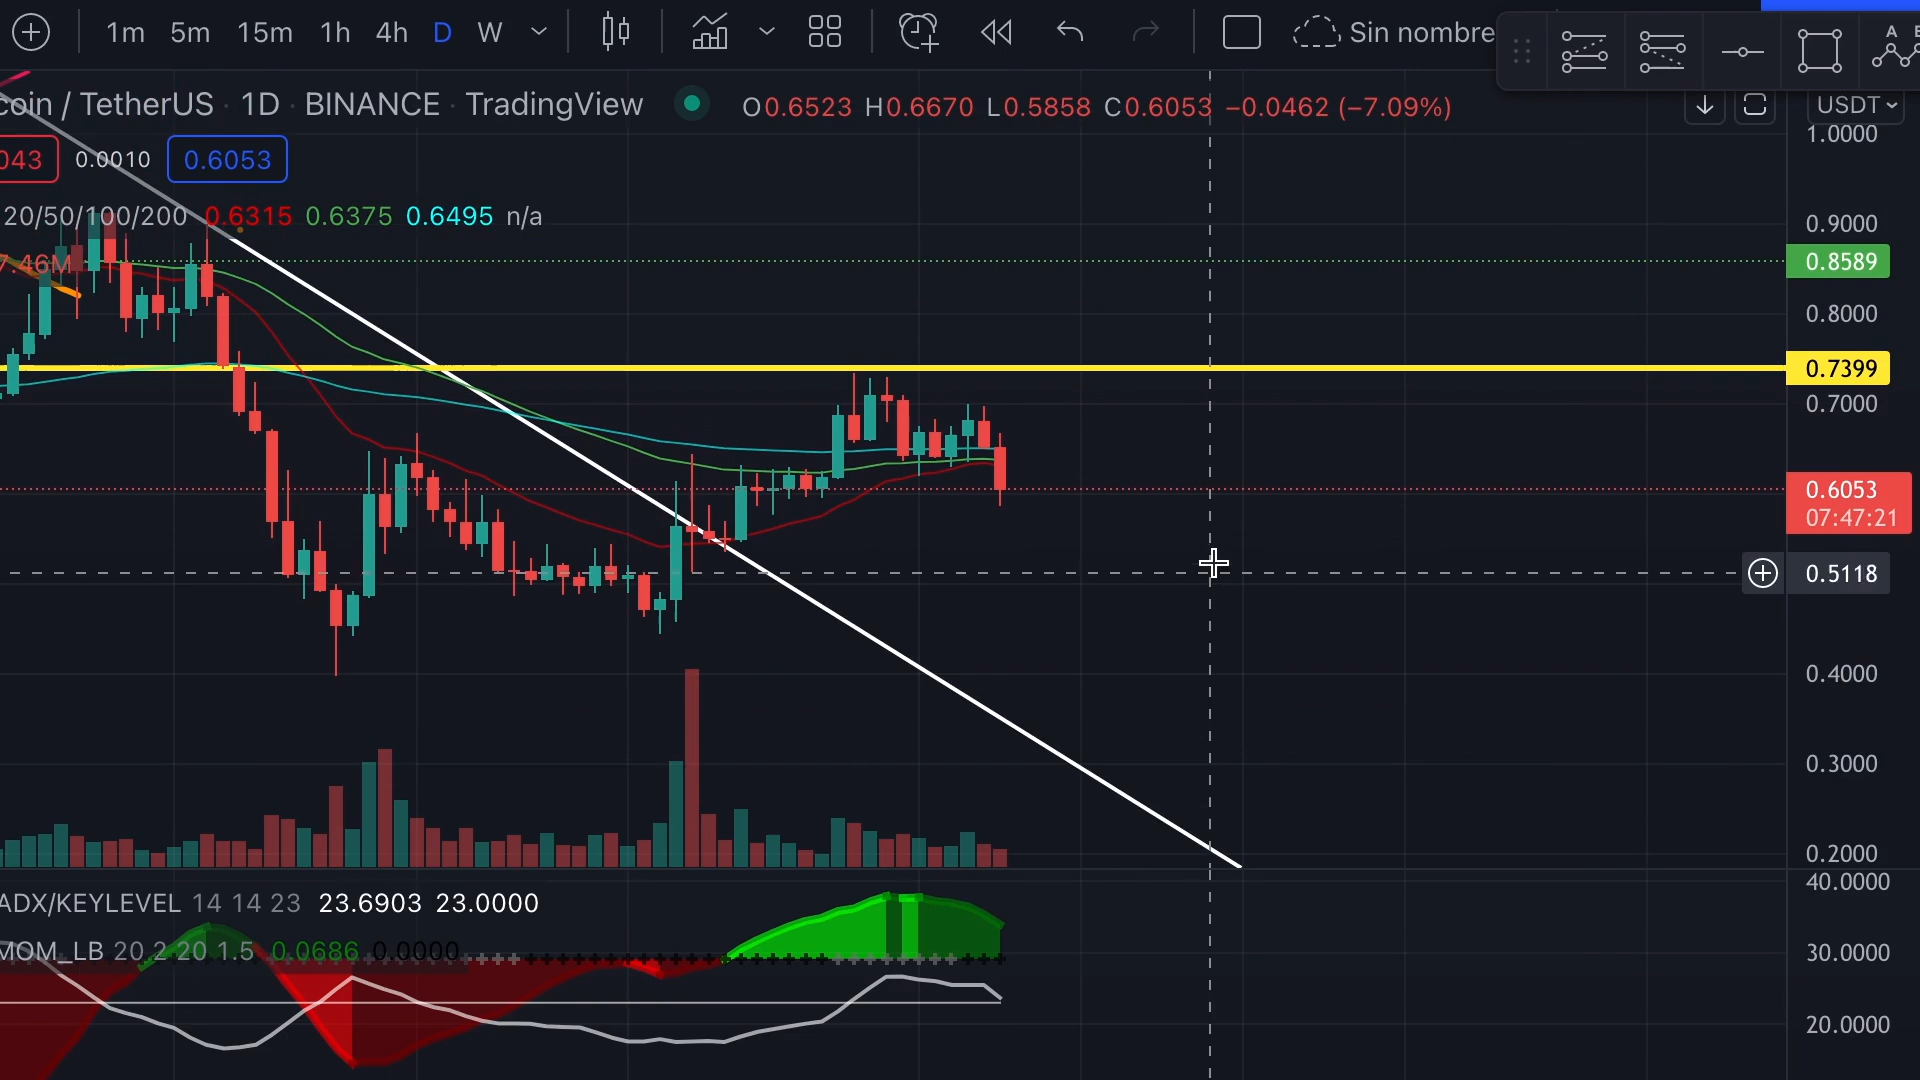 1m 5m 15m 1h 4h D W Sin nombre
A
coin / TetherUS · 1D · BINANCE · TradingView O0.6523 H0.6670 L0.5858 C0.6053 −0.0462 (−7.09%) USDT
043 0.0010 0.6053
20/50/100/200 0.6315 0.6375 0.6495 n/a
7.46M
1.0000
0.9000
0.8589
0.8000
0.7399
0.7000
0.6053
07:47:21
0.5118
0.4000
0.3000
0.2000
40.0000
ADX/KEYLEVEL 14 14 23 23.6903 23.0000
MOM_LB 20 2 20 1.5 0.0686 0.0000
30.0000
20.0000